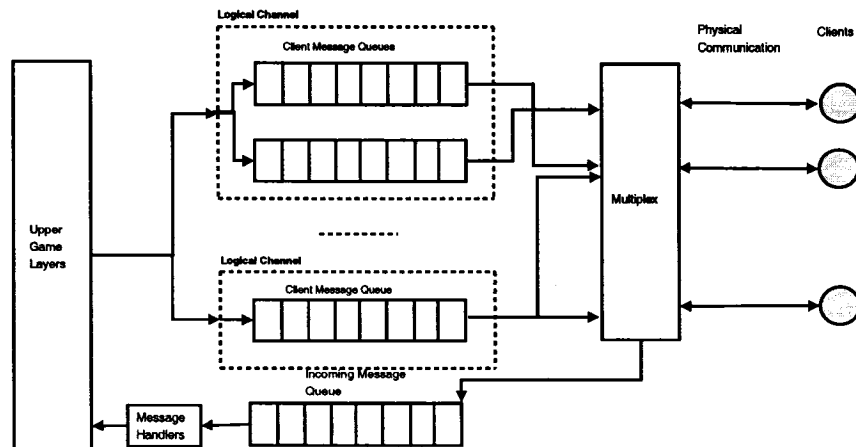 Logical Channel
Client Message Queues
Physical
Communication
Clients
Upper
Game
Layers
Multiplex
Logical Channel
Client Message Queue
Incoming Message
Queue
Message
Handlers